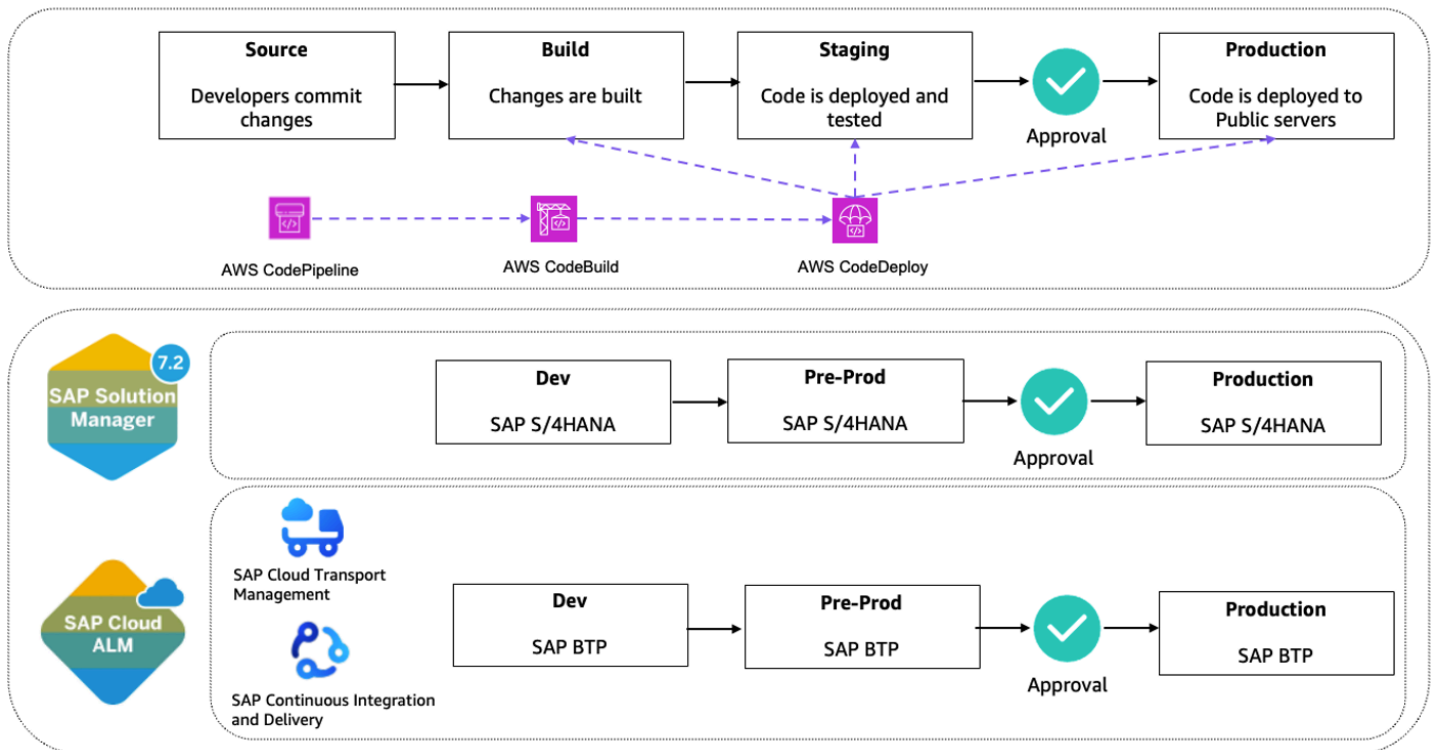 Source
Developers commit
changes
Build
Changes are built
Staging
Code is deployed and
tested
Approval
Production
Code is deployed to
Public servers
</>
AWS CodePipeline
</>
AWS CodeBuild
</>
AWS CodeDeploy
7.2
SAP Solution
Manager
Dev
SAP S/4HANA
Pre-Prod
SAP S/4HANA
Approval
Production
SAP S/4HANA
SAP Cloud
ALM
SAP Cloud Transport
Management
SAP Continuous Integration
and Delivery
Dev
SAP BTP
Pre-Prod
SAP BTP
Approval
Production
SAP BTP